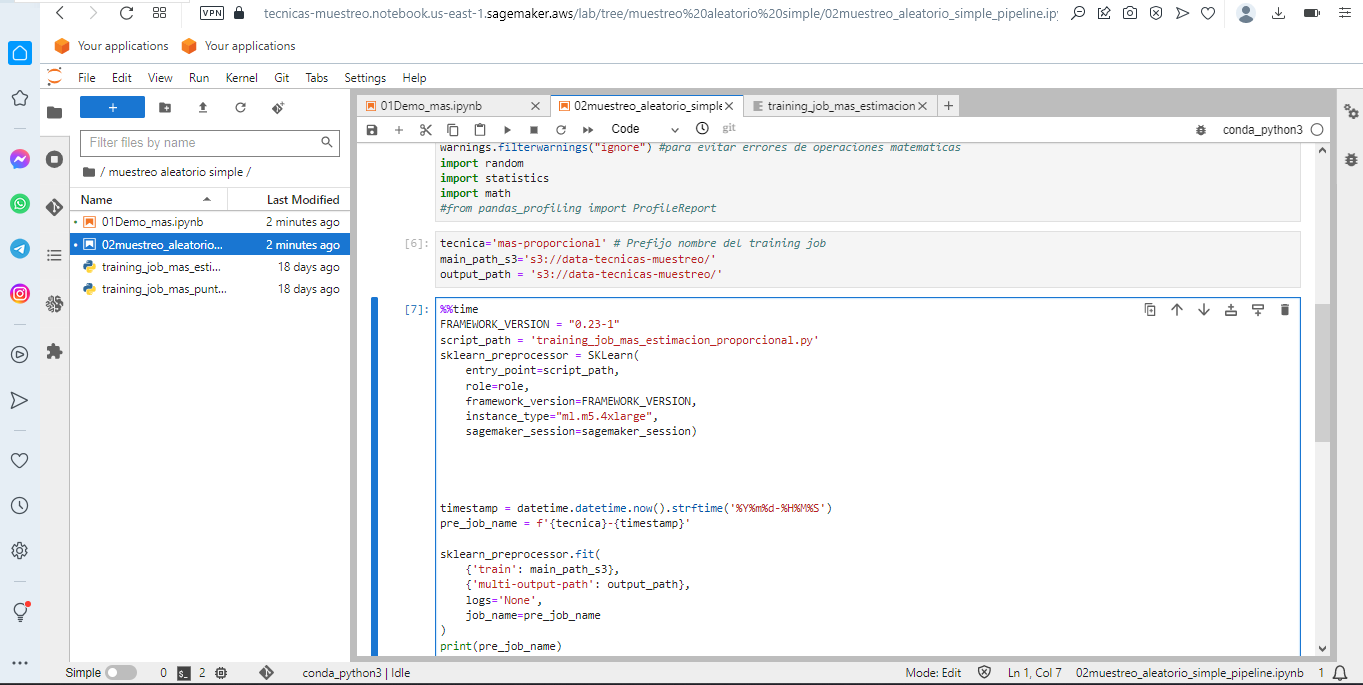 VPN
tecnicas-muestreo.notebook.us-east-1.sagemaker.aws/lab/tree/muestreo%20aleatorio%20simple/02muestreo_aleatorio_simple_pipeline.ip
Your applications
Your applications
File Edit View Run Kernel Git Tabs Settings Help
+
Filter files by name
/ muestreo aleatorio simple /
Name Last Modified
01Demo_mas.ipynb 2 minutes ago
02muestreo_aleatorio... 2 minutes ago
training_job_mas_esti... 18 days ago
training_job_mas_punt... 18 days ago
01Demo_mas.ipynb
02muestreo_aleatorio_simple
training_job_mas_estimacion
Code
git
conda_python3
warnings.filterwarnings("ignore") #para evitar errores de operaciones matematicas
import random
import statistics
import math
#from pandas_profiling import ProfileReport
[6]:
tecnica='mas-proporcional' # Prefijo nombre del training job
main_path_s3='s3://data-tecnicas-muestreo/'
output_path = 's3://data-tecnicas-muestreo/'
[7]:
%%time
FRAMEWORK_VERSION = "0.23-1"
script_path = 'training_job_mas_estimacion_proporcional.py'
sklearn_preprocessor = SKLearn(
entry_point=script_path,
role=role,
framework_version=FRAMEWORK_VERSION,
instance_type="ml.m5.4xlarge",
sagemaker_session=sagemaker_session)
timestamp = datetime.datetime.now().strftime('%Y%m%d-%H%M%S')
pre_job_name = f'{tecnica}-{timestamp}'
sklearn_preprocessor.fit(
{'train': main_path_s3},
{'multi-output-path': output_path},
logs='None',
job_name=pre_job_name
)
print(pre_job_name)
Simple 0 2 conda_python3 | Idle Mode: Edit Ln 1, Col 7 02muestreo_aleatorio_simple_pipeline.ipynb 1